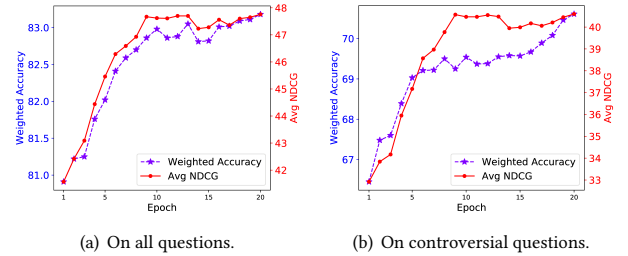 83.0
82.5
82.0
81.5
81.0
Weighted Accuracy
48
47
46
45
44
43
42
Avg NDCG
Weighted Accuracy
Avg NDCG
1
5
10
15
20
Epoch
(a) On all questions.
70
69
68
67
Weighted Accuracy
40
39
38
37
36
35
34
33
Avg NDCG
Weighted Accuracy
Avg NDCG
1
5
10
15
20
Epoch
(b) On controversial questions.